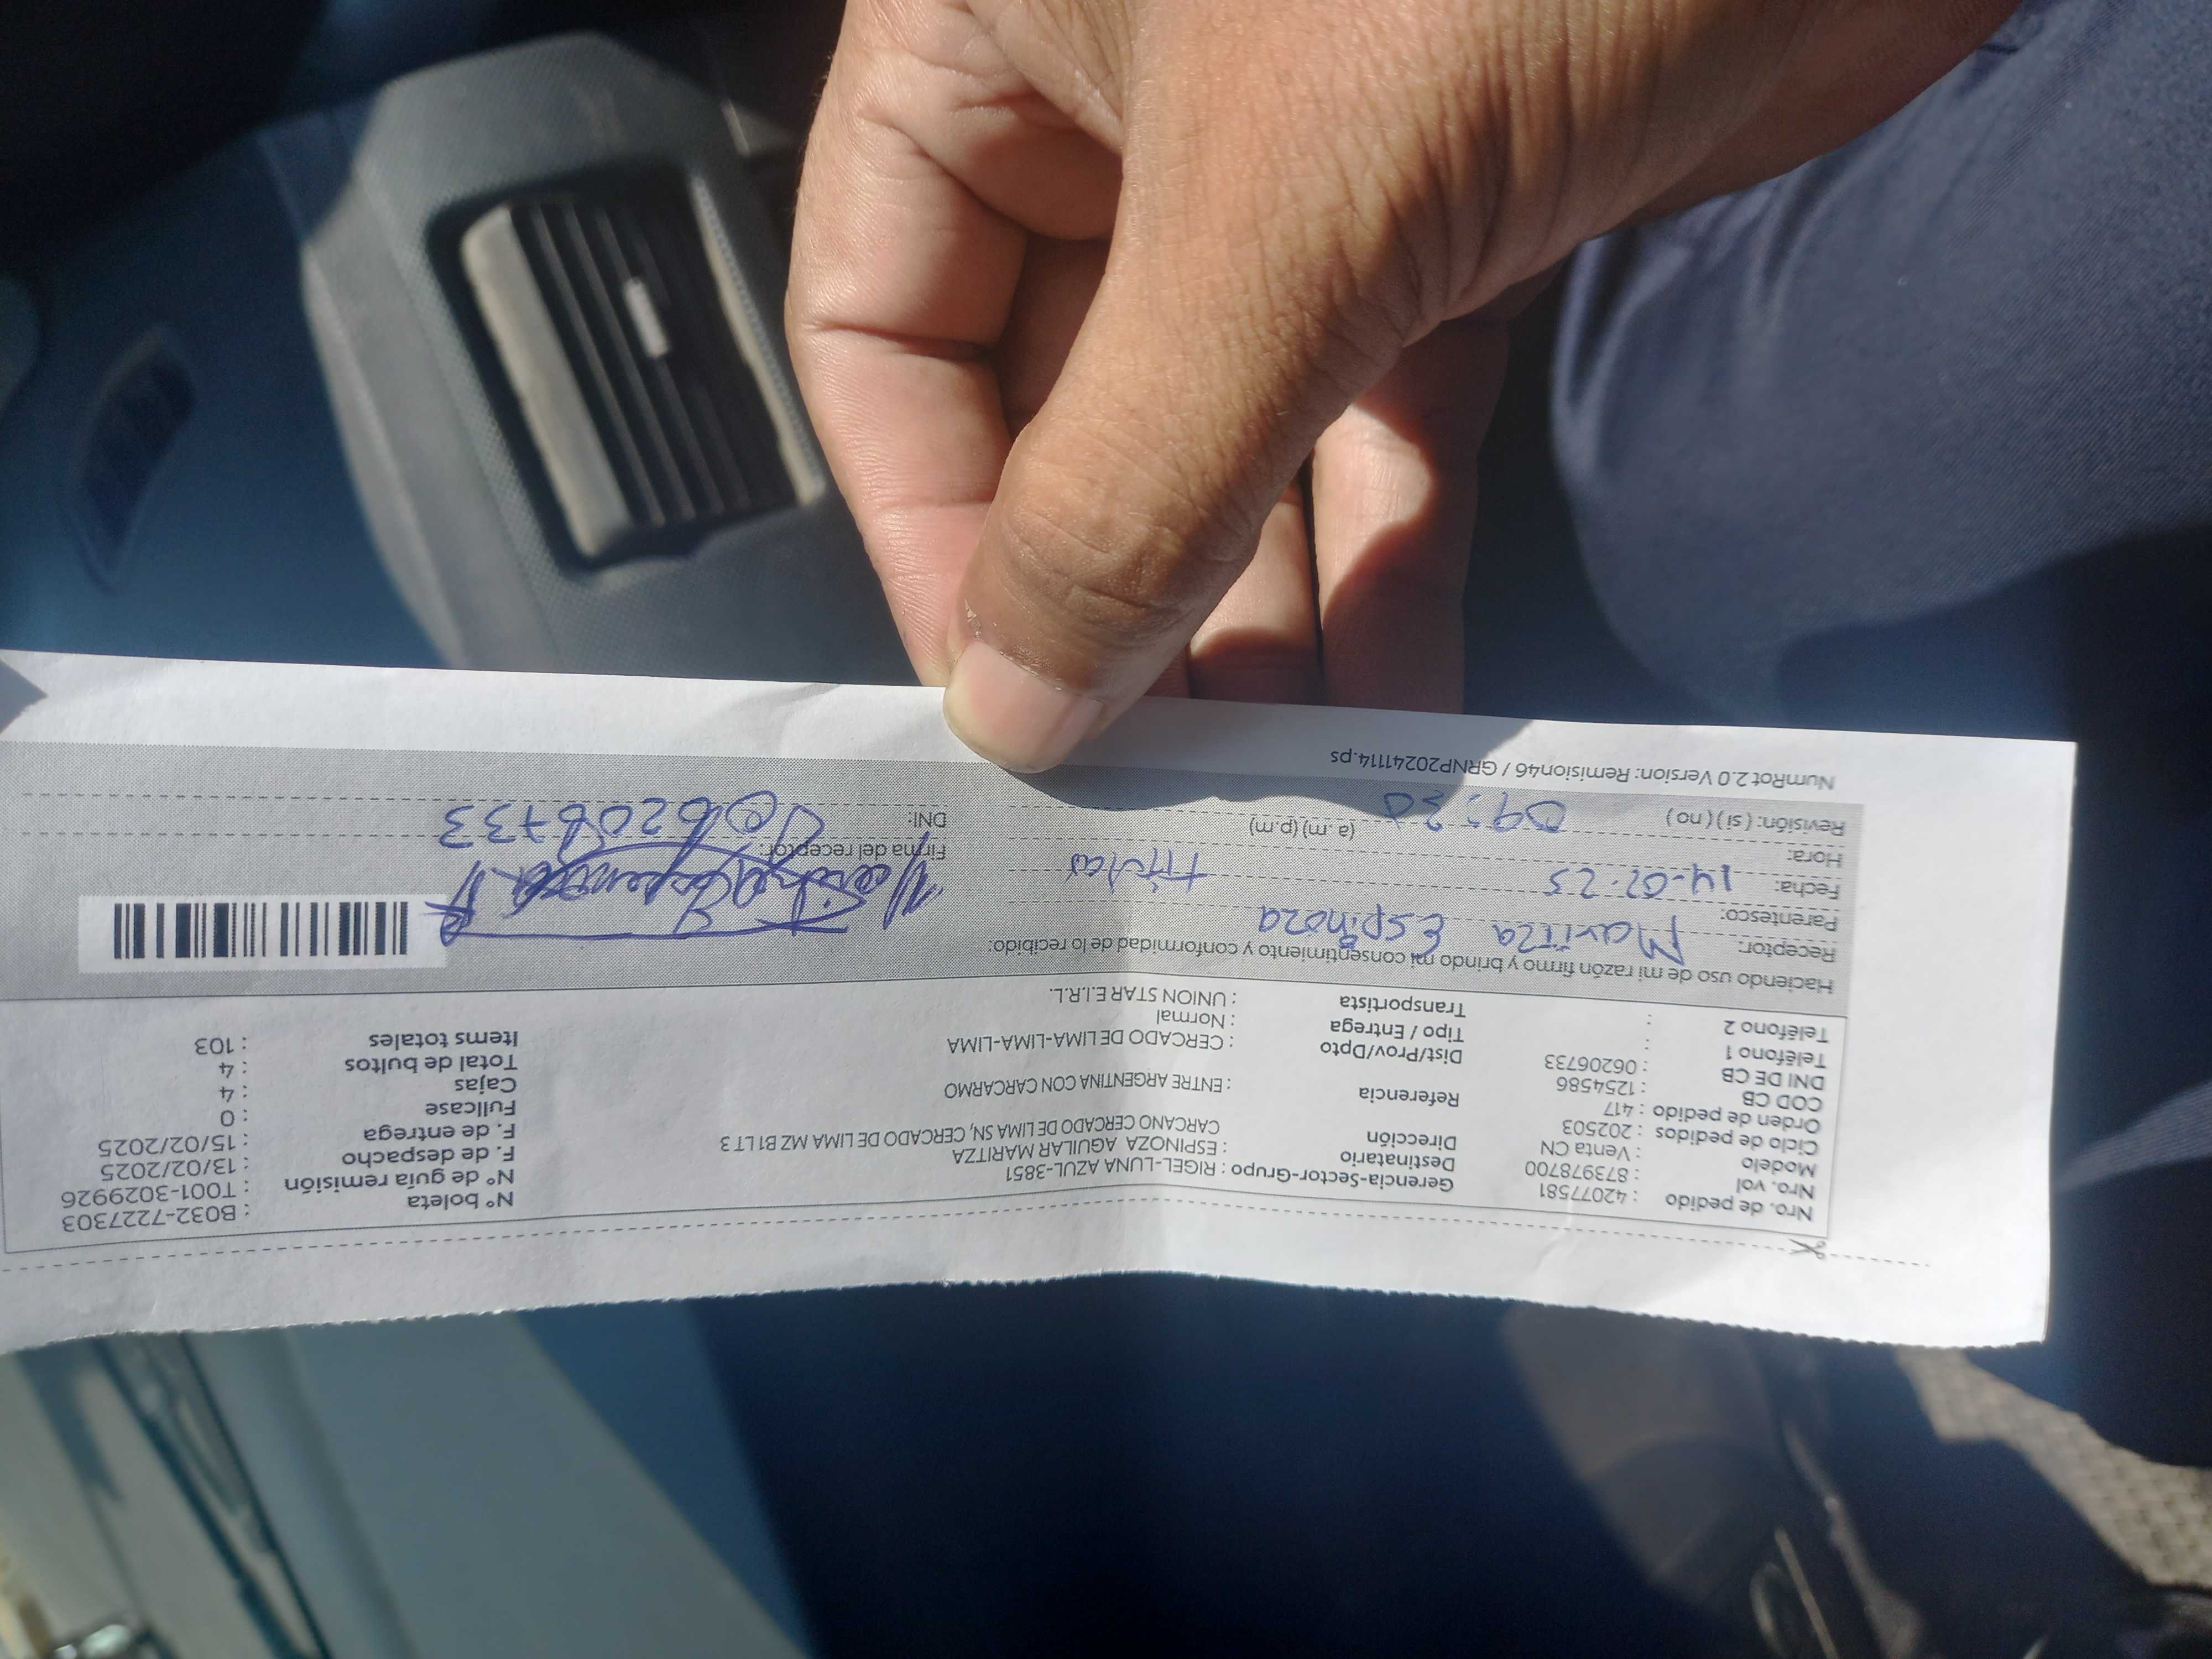 Nro. de pedido : 42077581
Nro. vol : 873978700
Modelo : Venta CN
Ciclo de pedidos : 202503
Orden de pedido : 417
COD CB : 1254586
DNI DE CB : 06206733
Teléfono 1 :
Teléfono 2 :
Gerencia-Sector-Grupo : RIGEL-LUNA AZUL-3851
Destinatario : ESPINOZA AGUILAR MARITZA
Dirección CARCANO CERCADO DE LIMA SN, CERCADO DE LIMA MZ B1 LT 3
Referencia : ENTRE ARGENTINA CON CARCARMO
Dist/Prov/Dpto : CERCADO DE LIMA-LIMA-LIMA
Tipo / Entrega : Normal
Transportista : UNION STAR E.I.R.L.
N° boleta : B032-7227303
N° de guía remisión : T001-3029926
F. de despacho : 13/02/2025
F. de entrega : 15/02/2025
Fullcase : 0
Cajas : 4
Total de bultos : 4
Items totales : 103
Haciendo uso de mi razón firmo y brindo mi consentimiento y conformidad de lo recibido:
Receptor: Maritza Espinoza
Parentesco: Titular
Fecha: 14-02-25
Hora: 09:30 (a.m) (p.m)
Revisión: (si) (no)
Firma del receptor:
DNI: 06206733
NumRot 2.0 Version: Remision46 / GRNP20241114.ps